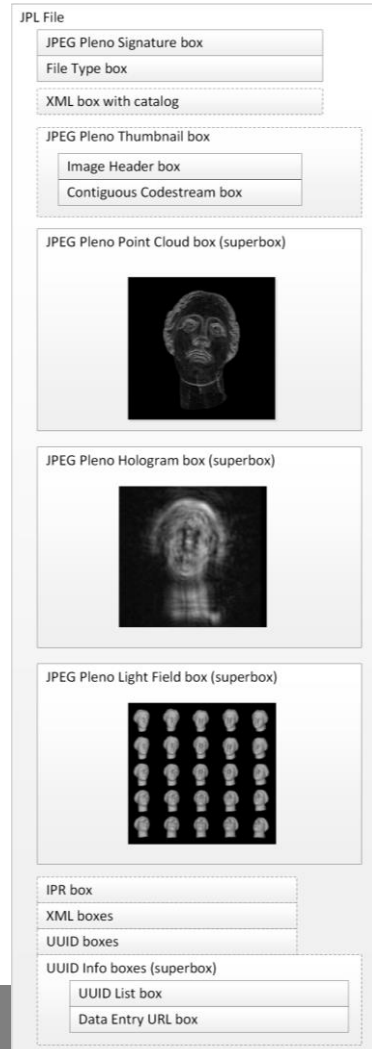 JPL File
JPEG Pleno Signature box
File Type box
XML box with catalog
JPEG Pleno Thumbnail box
Image Header box
Contiguous Codestream box
JPEG Pleno Point Cloud box (superbox)
JPEG Pleno Hologram box (superbox)
JPEG Pleno Light Field box (superbox)
IPR box
XML boxes
UUID boxes
UUID Info boxes (superbox)
UUID List box
Data Entry URL box